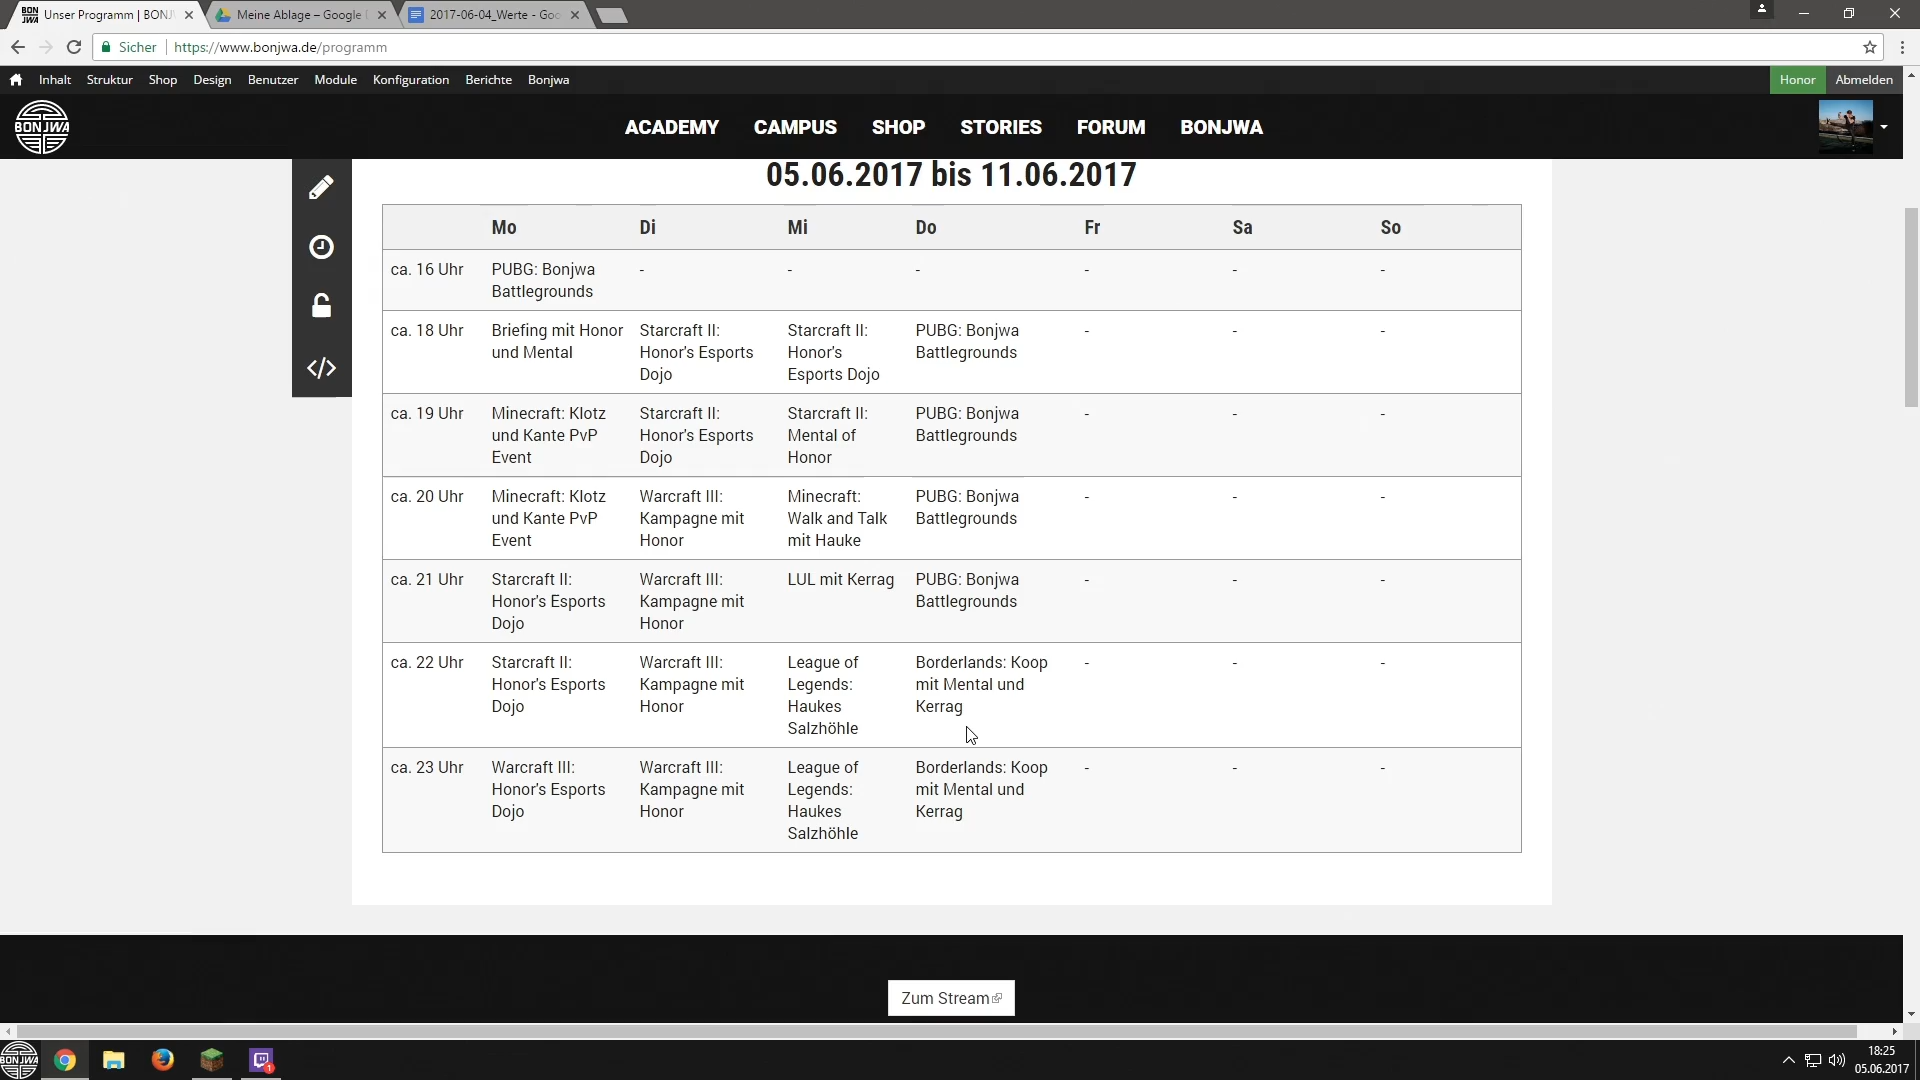 Unser Programm | BONJ
Meine Ablage – Google
2017-06-04_Werte - Goo
Sicher
https://www.bonjwa.de/programm
Inhalt Struktur Shop Design Benutzer Module Konfiguration Berichte Bonjwa
Honor Abmelden
BONJWA
ACADEMY CAMPUS SHOP STORIES FORUM BONJWA
05.06.2017 bis 11.06.2017
Mo Di Mi Do Fr Sa So
ca. 16 Uhr PUBG: Bonjwa - - - - - -
Battlegrounds
ca. 18 Uhr Briefing mit Honor Starcraft II: Starcraft II: PUBG: Bonjwa - - -
und Mental Honor's Esports Honor's Battlegrounds
Dojo Esports Dojo
ca. 19 Uhr Minecraft: Klotz Starcraft II: Starcraft II: PUBG: Bonjwa - - -
und Kante PvP Honor's Esports Mental of Battlegrounds
Event Dojo Honor
ca. 20 Uhr Minecraft: Klotz Warcraft III: Minecraft: PUBG: Bonjwa - - -
und Kante PvP Kampagne mit Walk and Talk Battlegrounds
Event Honor mit Hauke
ca. 21 Uhr Starcraft II: Warcraft III: LUL mit Kerrag PUBG: Bonjwa - - -
Honor's Esports Kampagne mit Battlegrounds
Dojo Honor
ca. 22 Uhr Starcraft II: Warcraft III: League of Borderlands: Koop - - -
Honor's Esports Kampagne mit Legends: mit Mental und
Dojo Honor Haukes Kerrag
Salzhöhle
ca. 23 Uhr Warcraft III: Warcraft III: League of Borderlands: Koop - - -
Honor's Esports Kampagne mit Legends: mit Mental und
Dojo Honor Haukes Kerrag
Salzhöhle
Zum Stream
BONJWA
1
18:25
05.06.2017